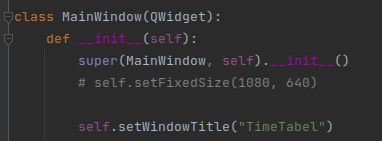 class MainWindow(QWidget):
    def __init__(self):
        super(MainWindow, self).__init__()
        # self.setFixedSize(1080, 640)

        self.setWindowTitle("TimeTabel")